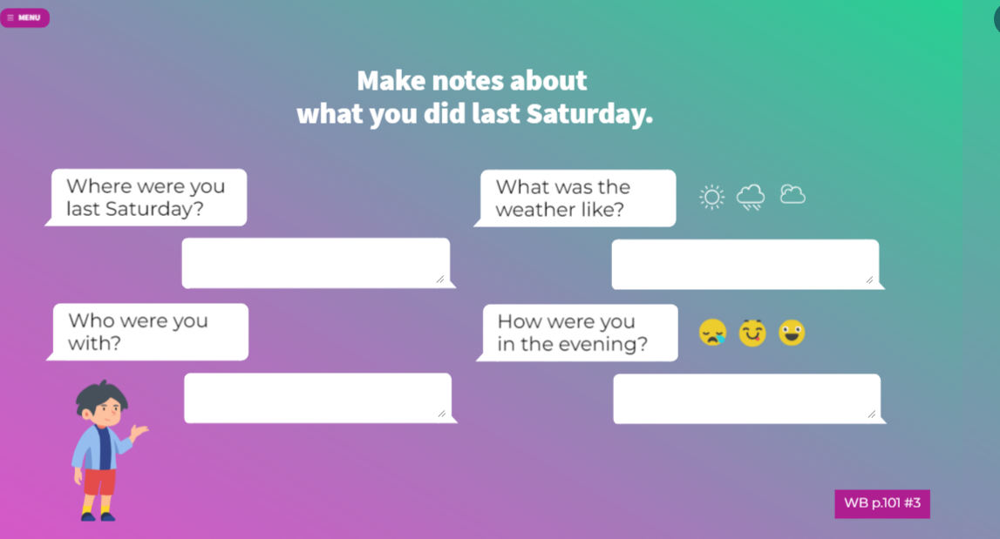 MENU
Make notes about
what you did last Saturday.
Where were you
last Saturday?
What was the
weather like?
Who were you
with?
How were you
in the evening?
WB p.101 #3